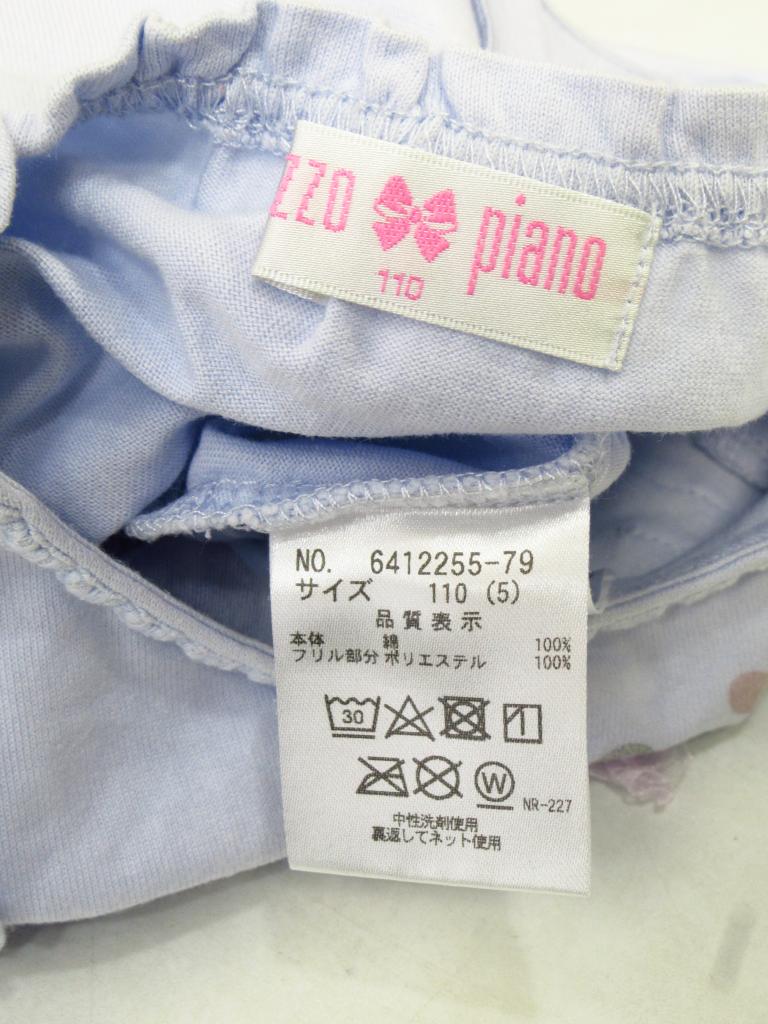 ZZO piano
110
NO. 6412255-79
サイズ 110 (5)
品質表示
本体 綿 100%
フリル部分 ポリエステル 100%
30
W
NR-227
中性洗剤使用
裏返してネット使用